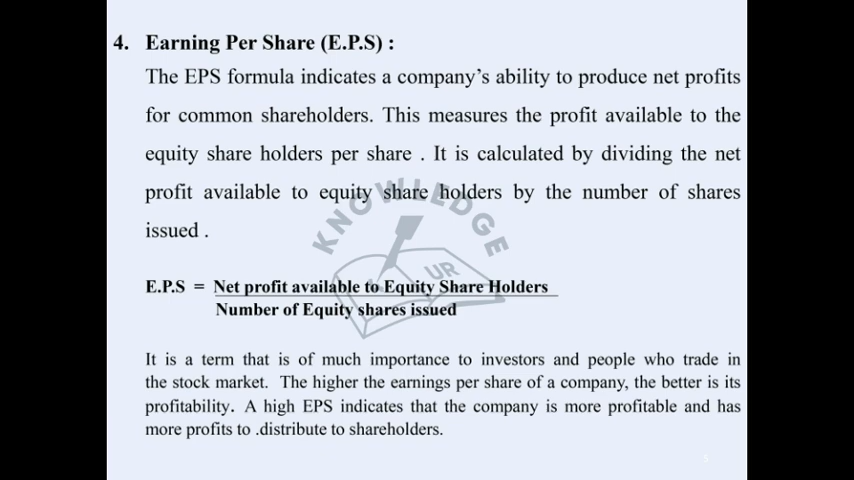 4. Earning Per Share (E.P.S) :
The EPS formula indicates a company's ability to produce net profits
for common shareholders. This measures the profit available to the
equity share holders per share . It is calculated by dividing the net
profit available to equity share holders by the number of shares
issued .
KNOWLEDGE
UR
E.P.S = Net profit available to Equity Share Holders
Number of Equity shares issued
It is a term that is of much importance to investors and people who trade in
the stock market. The higher the earnings per share of a company, the better is its
profitability. A high EPS indicates that the company is more profitable and has
more profits to .distribute to shareholders.
5